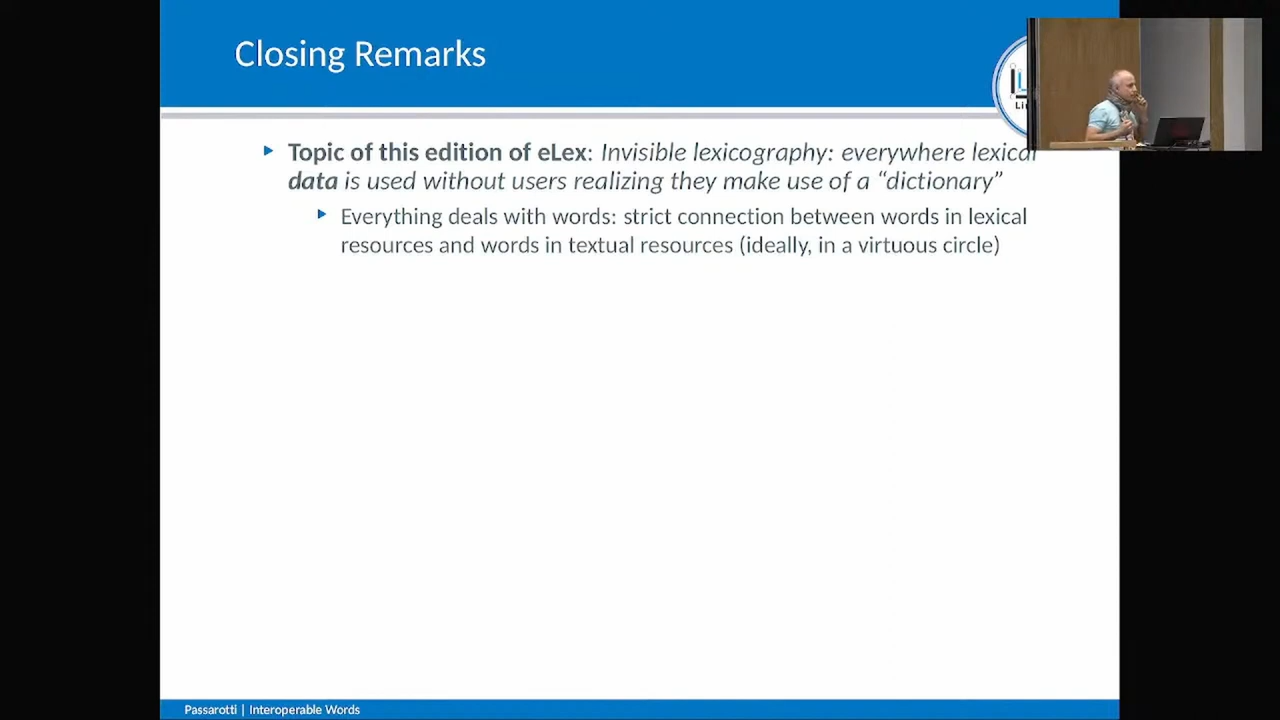 Closing Remarks
Topic of this edition of eLex: Invisible lexicography: everywhere lexical
data is used without users realizing they make use of a “dictionary”
Everything deals with words: strict connection between words in lexical
resources and words in textual resources (ideally, in a virtuous circle)
Passarotti | Interoperable Words